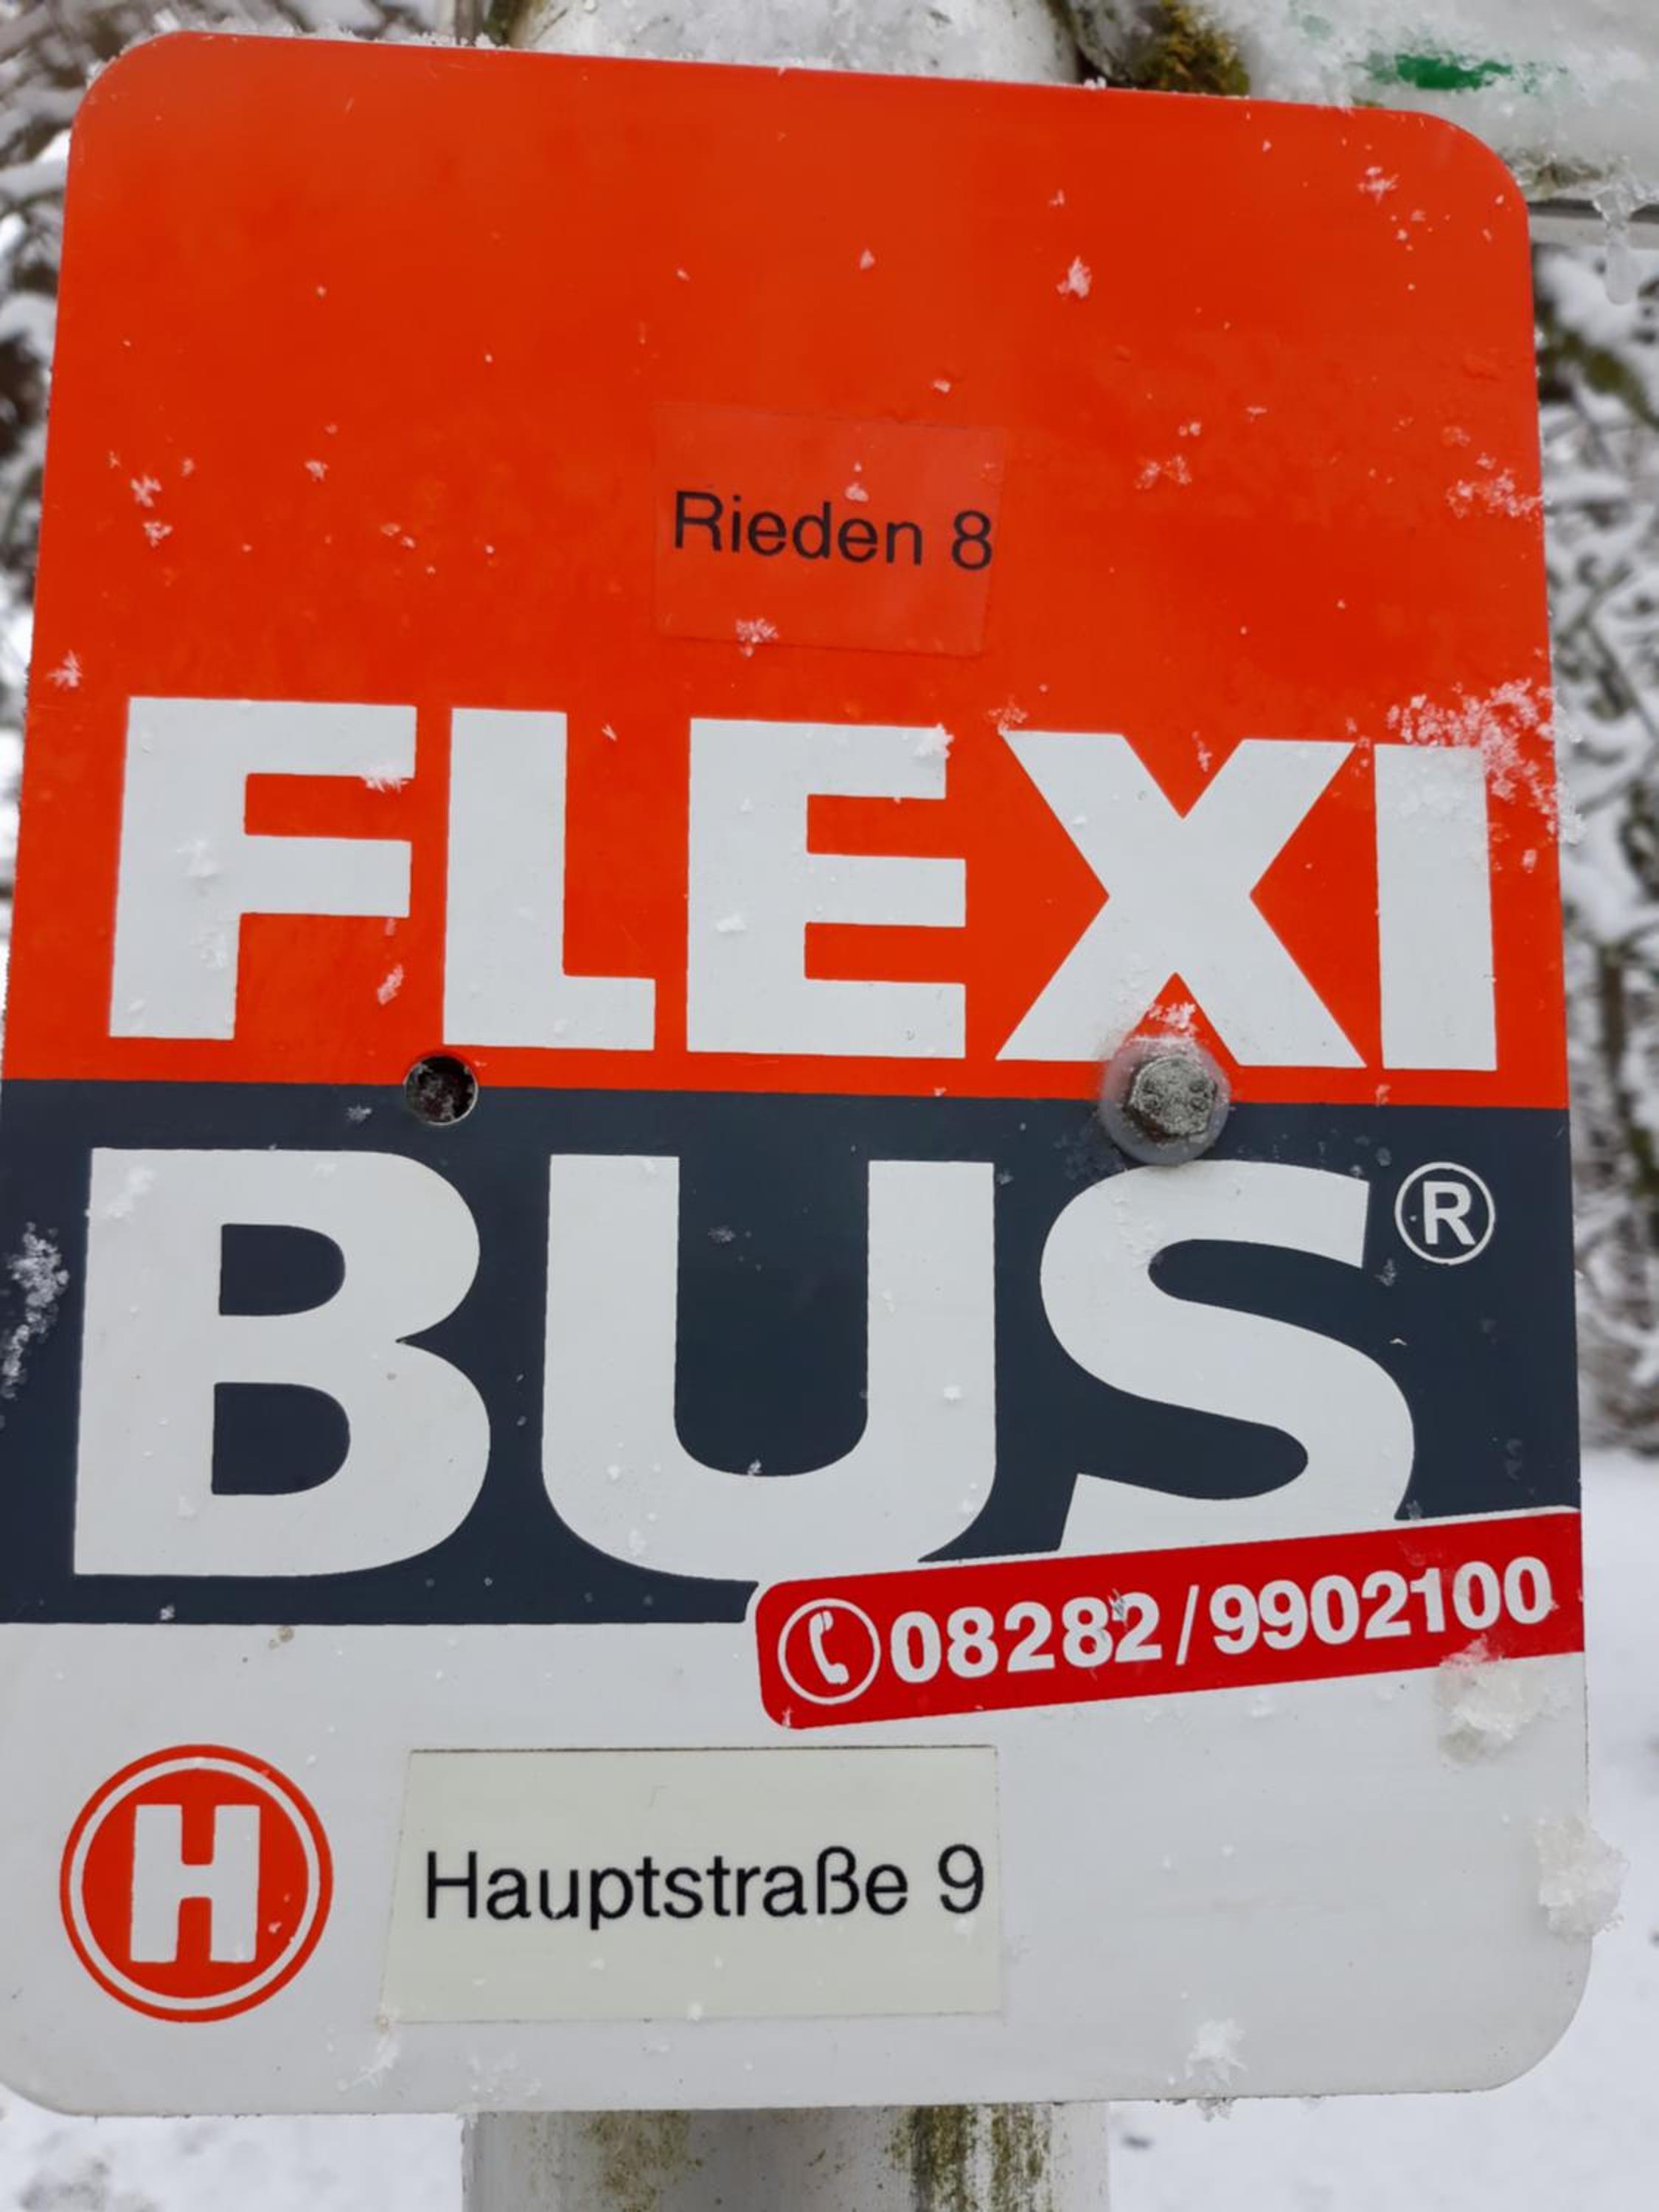 Rieden 8
FLEXI
BUS®
08282/9902100
H
Hauptstraße 9